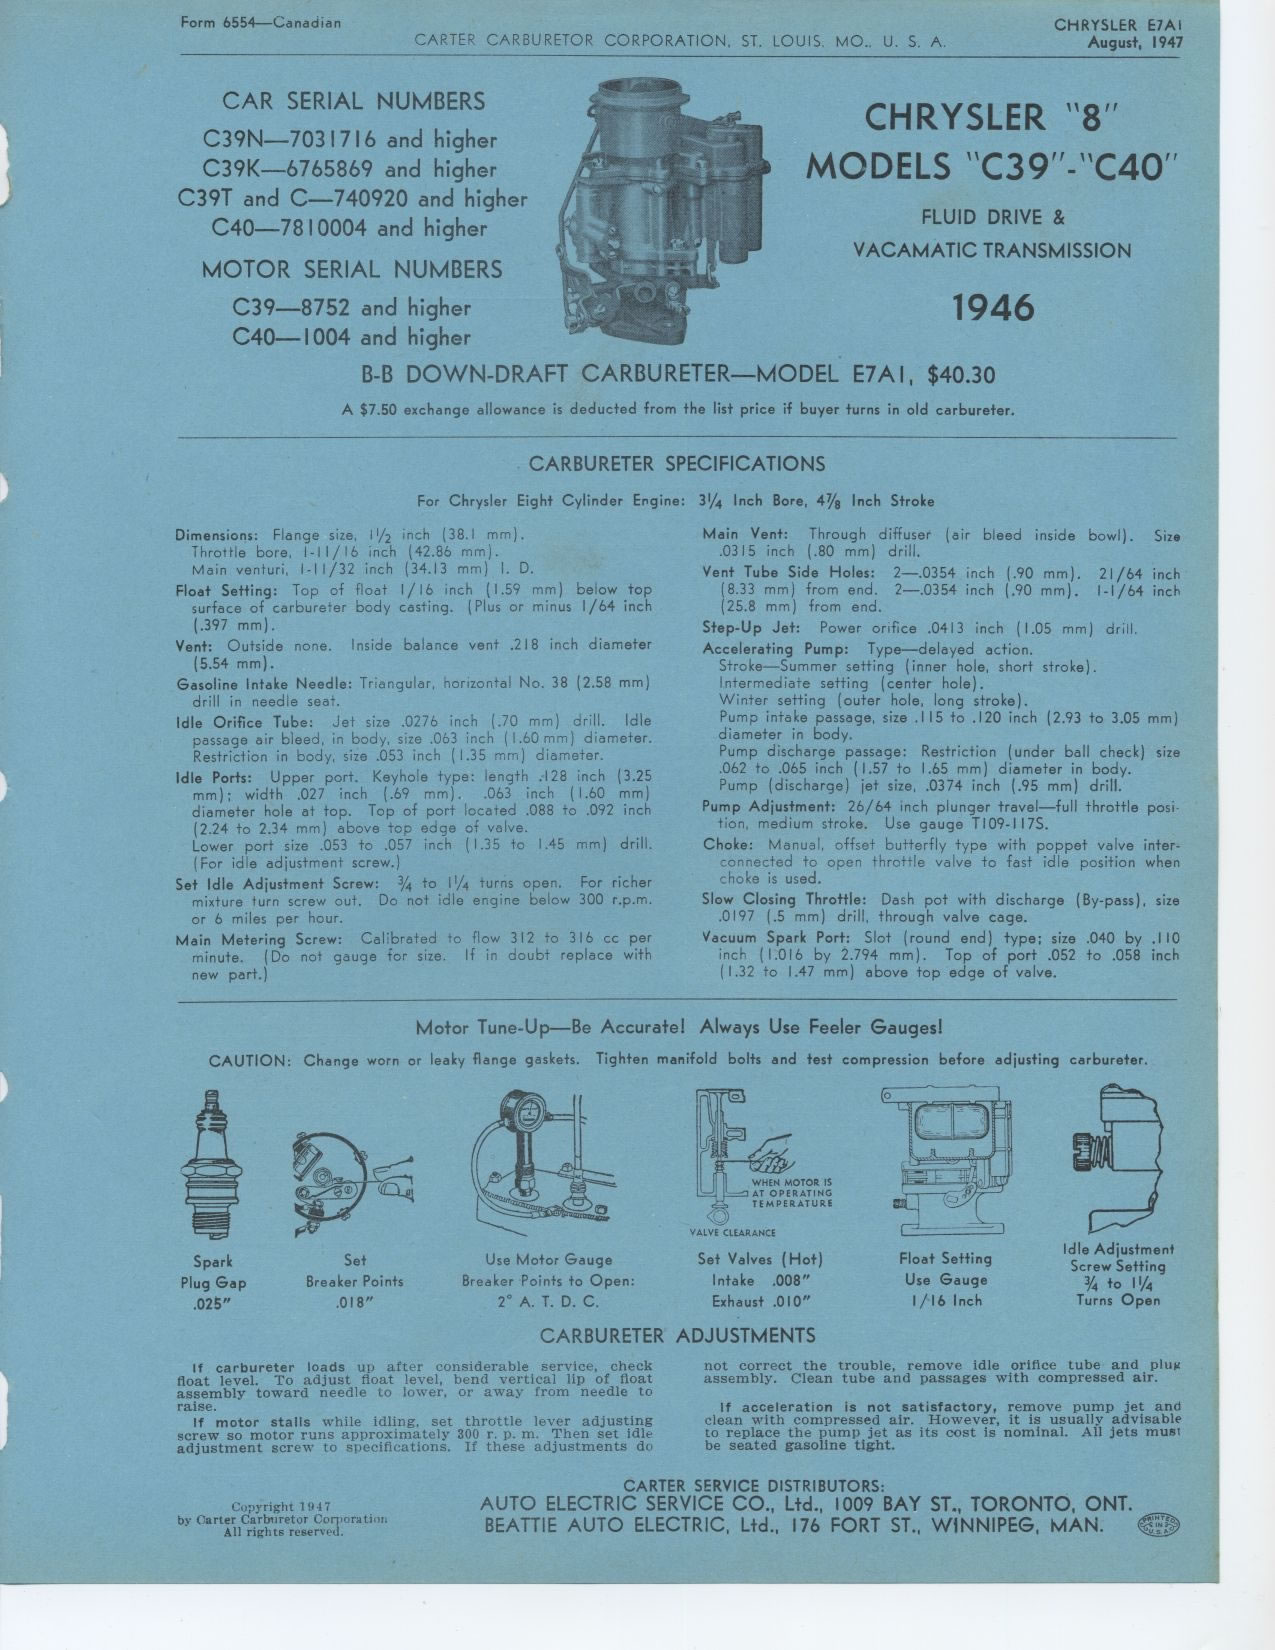 Form 6554—Canadian
CHRYSLER E7A1
CARTER CARBURETOR CORPORATION, ST. LOUIS, MO., U. S. A.
August, 1947
CAR SERIAL NUMBERS
C39N—7031716 and higher
C39K—6765869 and higher
C39T and C—740920 and higher
C40—7810004 and higher
MOTOR SERIAL NUMBERS
C39—8752 and higher
C40—1004 and higher
CHRYSLER "8"
MODELS "C39"-"C40"
FLUID DRIVE &
VACAMATIC TRANSMISSION
1946
B-B DOWN-DRAFT CARBURETER—MODEL E7A1, $40.30
A $7.50 exchange allowance is deducted from the list price if buyer turns in old carbureter.
CARBURETER SPECIFICATIONS
For Chrysler Eight Cylinder Engine: 3¼ Inch Bore, 4⅞ Inch Stroke
Dimensions: Flange size, 1½ inch (38.1 mm).
Throttle bore, 1-11/16 inch (42.86 mm).
Main venturi, 1-11/32 inch (34.13 mm) I. D.
Float Setting: Top of float 1/16 inch (1.59 mm) below top
surface of carbureter body casting. (Plus or minus 1/64 inch
(.397 mm).
Vent: Outside none. Inside balance vent .218 inch diameter
(5.54 mm).
Gasoline Intake Needle: Triangular, horizontal No. 38 (2.58 mm)
drill in needle seat.
Idle Orifice Tube: Jet size .0276 inch (.70 mm) drill. Idle
passage air bleed, in body, size .063 inch (1.60 mm) diameter.
Restriction in body, size .053 inch (1.35 mm) diameter.
Idle Ports: Upper port. Keyhole type: length .128 inch (3.25
mm); width .027 inch (.69 mm). .063 inch (1.60 mm)
diameter hole at top. Top of port located .088 to .092 inch
(2.24 to 2.34 mm) above top edge of valve.
Lower port size .053 to .057 inch (1.35 to 1.45 mm) drill.
(For idle adjustment screw.)
Set Idle Adjustment Screw: ¾ to 1¼ turns open. For richer
mixture turn screw out. Do not idle engine below 300 r.p.m.
or 6 miles per hour.
Main Metering Screw: Calibrated to flow 312 to 316 cc per
minute. (Do not gauge for size. If in doubt replace with
new part.)
Main Vent: Through diffuser (air bleed inside bowl). Size
.0315 inch (.80 mm) drill.
Vent Tube Side Holes: 2—.0354 inch (.90 mm). 21/64 inch
(8.33 mm) from end. 2—.0354 inch (.90 mm). 1-1/64 inch
(25.8 mm) from end.
Step-Up Jet: Power orifice .0413 inch (1.05 mm) drill.
Accelerating Pump: Type—delayed action.
Stroke—Summer setting (inner hole, short stroke).
Intermediate setting (center hole).
Winter setting (outer hole, long stroke).
Pump intake passage, size .115 to .120 inch (2.93 to 3.05 mm)
diameter in body.
Pump discharge passage: Restriction (under ball check) size
.062 to .065 inch (1.57 to 1.65 mm) diameter in body.
Pump (discharge) jet size, .0374 inch (.95 mm) drill.
Pump Adjustment: 26/64 inch plunger travel—full throttle posi-
tion, medium stroke. Use gauge T109-117S.
Choke: Manual, offset butterfly type with poppet valve inter-
connected to open throttle valve to fast idle position when
choke is used.
Slow Closing Throttle: Dash pot with discharge (By-pass), size
.0197 (.5 mm) drill, through valve cage.
Vacuum Spark Port: Slot (round end) type; size .040 by .110
inch (1.016 by 2.794 mm). Top of port .052 to .058 inch
(1.32 to 1.47 mm) above top edge of valve.
Motor Tune-Up—Be Accurate! Always Use Feeler Gauges!
CAUTION: Change worn or leaky flange gaskets. Tighten manifold bolts and test compression before adjusting carbureter.
WHEN MOTOR IS
AT OPERATING
TEMPERATURE
VALVE CLEARANCE
Spark
Plug Gap
.025"
Set
Breaker Points
.018"
Use Motor Gauge
Breaker Points to Open:
2° A. T. D. C.
Set Valves (Hot)
Intake .008"
Exhaust .010"
Float Setting
Use Gauge
1/16 Inch
Idle Adjustment
Screw Setting
¾ to 1¼
Turns Open
CARBURETER ADJUSTMENTS
If carbureter loads up after considerable service, check
float level. To adjust float level, bend vertical lip of float
assembly toward needle to lower, or away from needle to
raise.
If motor stalls while idling, set throttle lever adjusting
screw so motor runs approximately 300 r. p. m. Then set idle
adjustment screw to specifications. If these adjustments do
not correct the trouble, remove idle orifice tube and plug
assembly. Clean tube and passages with compressed air.
If acceleration is not satisfactory, remove pump jet and
clean with compressed air. However, it is usually advisable
to replace the pump jet as its cost is nominal. All jets must
be seated gasoline tight.
Copyright 1947
by Carter Carburetor Corporation
All rights reserved.
CARTER SERVICE DISTRIBUTORS:
AUTO ELECTRIC SERVICE CO., Ltd., 1009 BAY ST., TORONTO, ONT.
BEATTIE AUTO ELECTRIC, Ltd., 176 FORT ST., WINNIPEG, MAN.
PRINTED
IN
U.S.A.